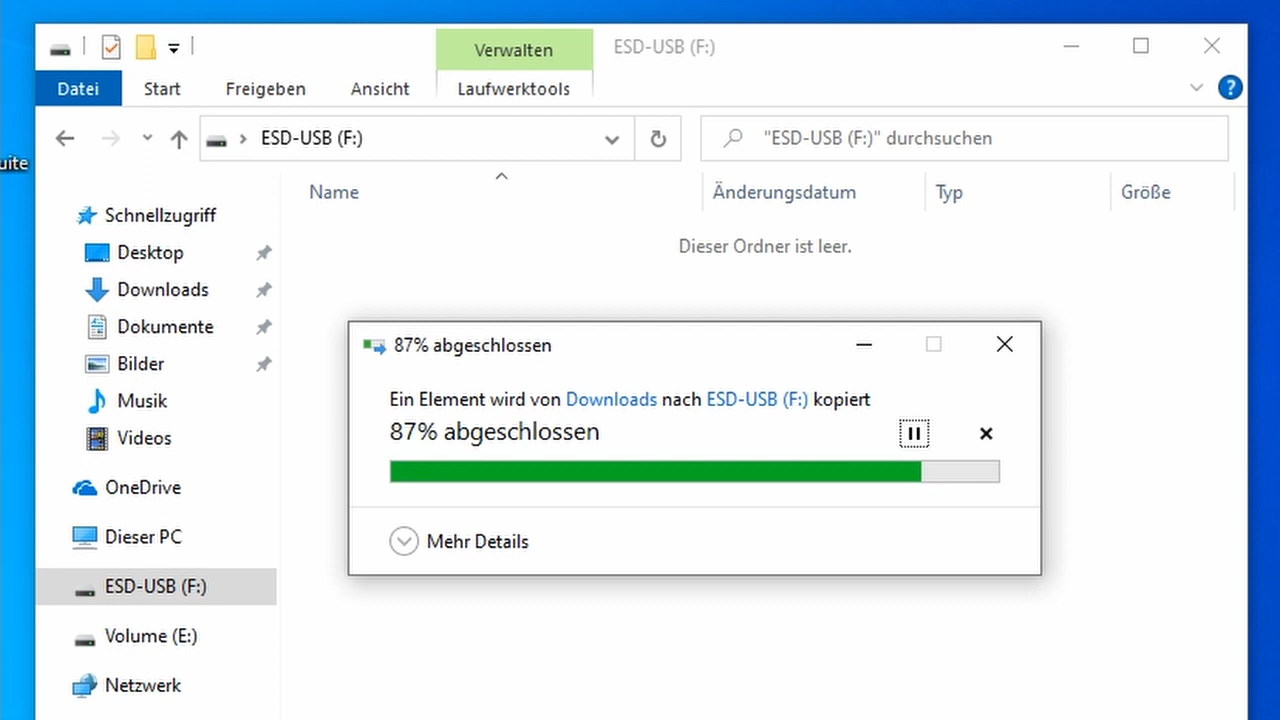 Verwalten
ESD-USB (F:)
Datei
Start
Freigeben
Ansicht
Laufwerktools
?
ESD-USB (F:)
"ESD-USB (F:)" durchsuchen
uite
Name
Änderungsdatum
Typ
Größe
Schnellzugriff
Dieser Ordner ist leer.
Desktop
Downloads
Dokumente
Bilder
Musik
Videos
OneDrive
Dieser PC
ESD-USB (F:)
Volume (E:)
Netzwerk
87% abgeschlossen
Ein Element wird von Downloads nach ESD-USB (F:) kopiert
87% abgeschlossen
Mehr Details